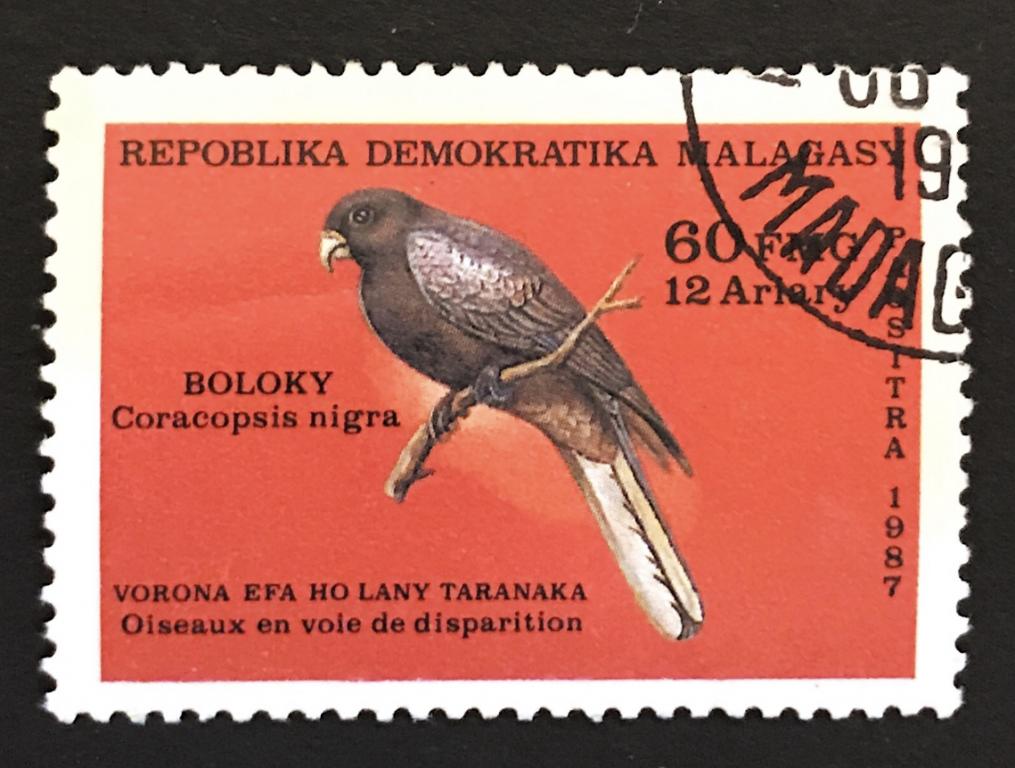 REPOBLIKA DEMOKRATIKA MALAGASY
60 FMG
12 Ariary
PAOSITRA 1987
BOLOKY
Coracopsis nigra
VORONA EFA HO LANY TARANAKA
Oiseaux en voie de disparition
19
MADAG